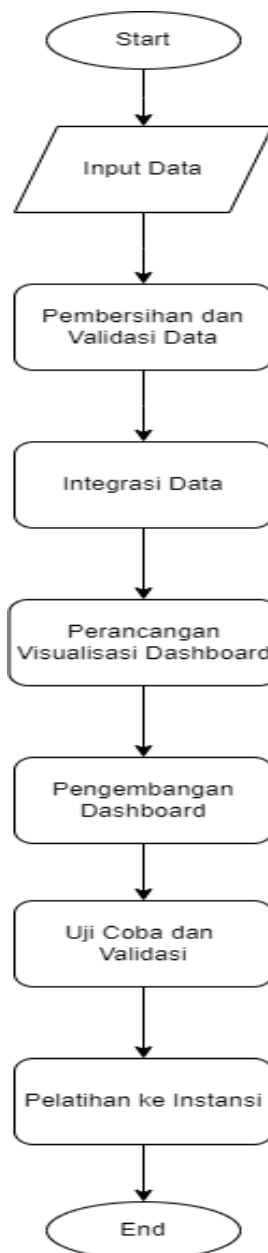 Start
Input Data
Pembersihan dan
Validasi Data
Integrasi Data
Perancangan
Visualisasi Dashboard
Pengembangan
Dashboard
Uji Coba dan
Validasi
Pelatihan ke Instansi
End